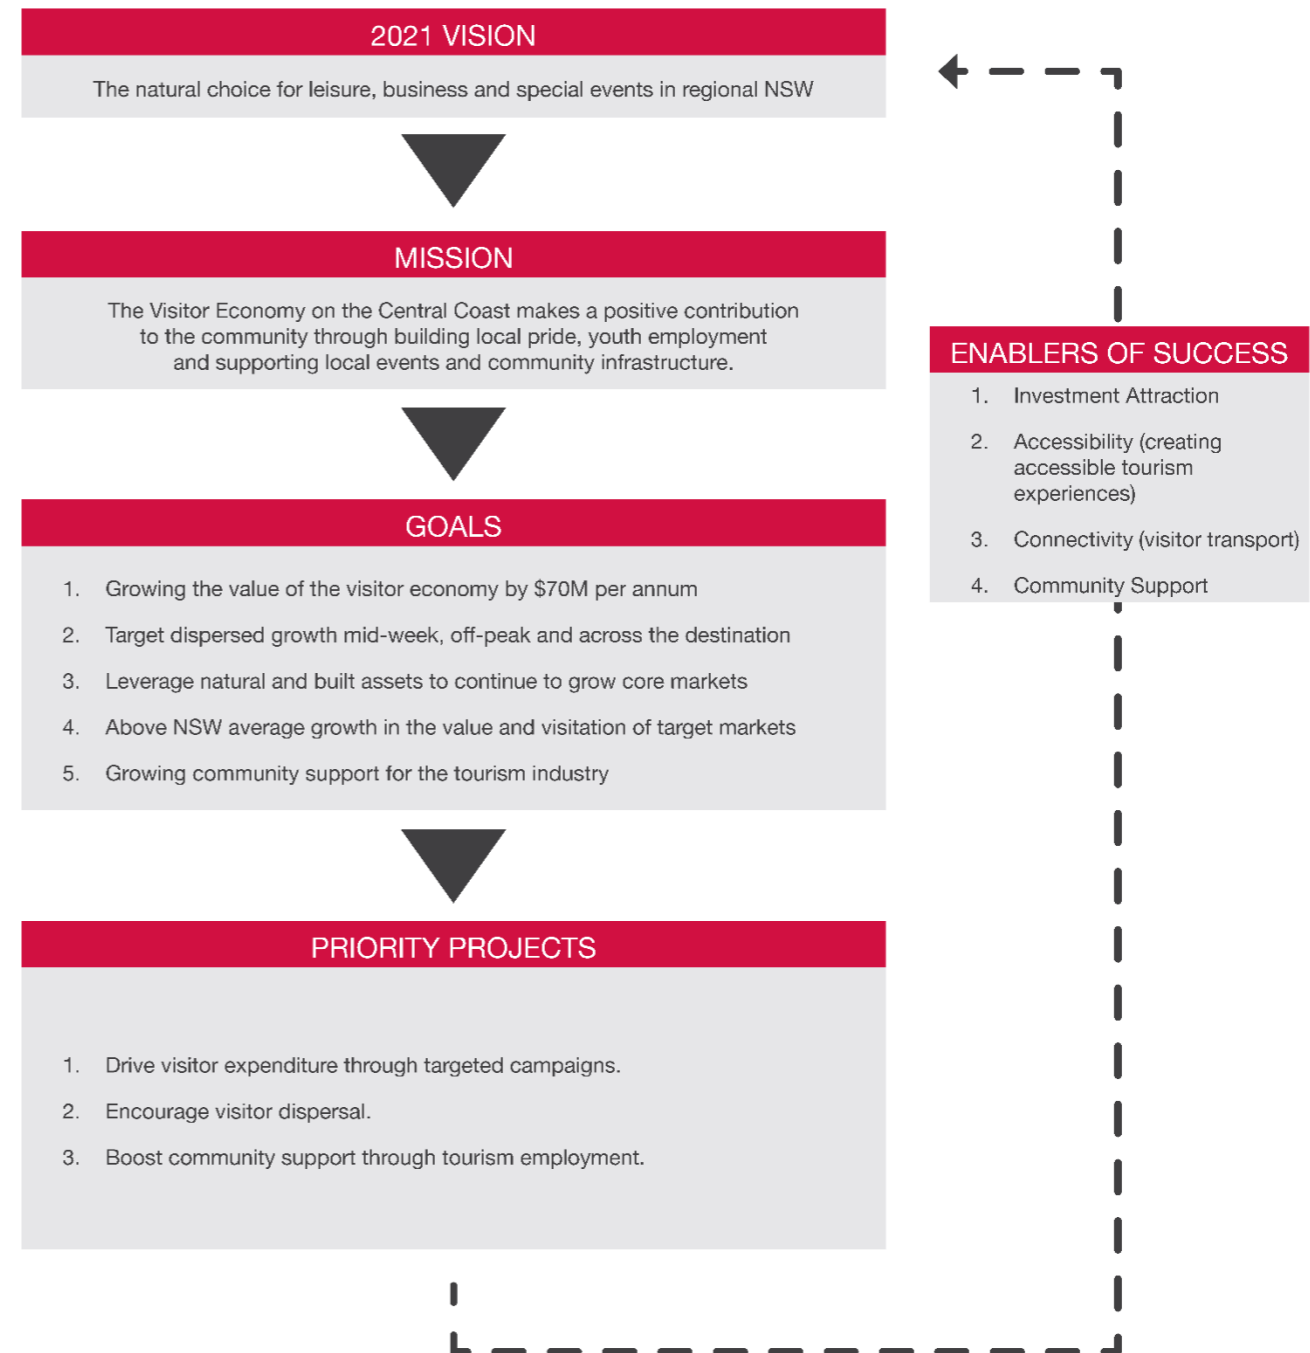 2021 VISION
The natural choice for leisure, business and special events in regional NSW
MISSION
The Visitor Economy on the Central Coast makes a positive contribution
to the community through building local pride, youth employment
and supporting local events and community infrastructure.
GOALS
1. Growing the value of the visitor economy by $70M per annum
2. Target dispersed growth mid-week, off-peak and across the destination
3. Leverage natural and built assets to continue to grow core markets
4. Above NSW average growth in the value and visitation of target markets
5. Growing community support for the tourism industry
PRIORITY PROJECTS
1. Drive visitor expenditure through targeted campaigns.
2. Encourage visitor dispersal.
3. Boost community support through tourism employment.
ENABLERS OF SUCCESS
1. Investment Attraction
2. Accessibility (creating
accessible tourism
experiences)
3. Connectivity (visitor transport)
4. Community Support